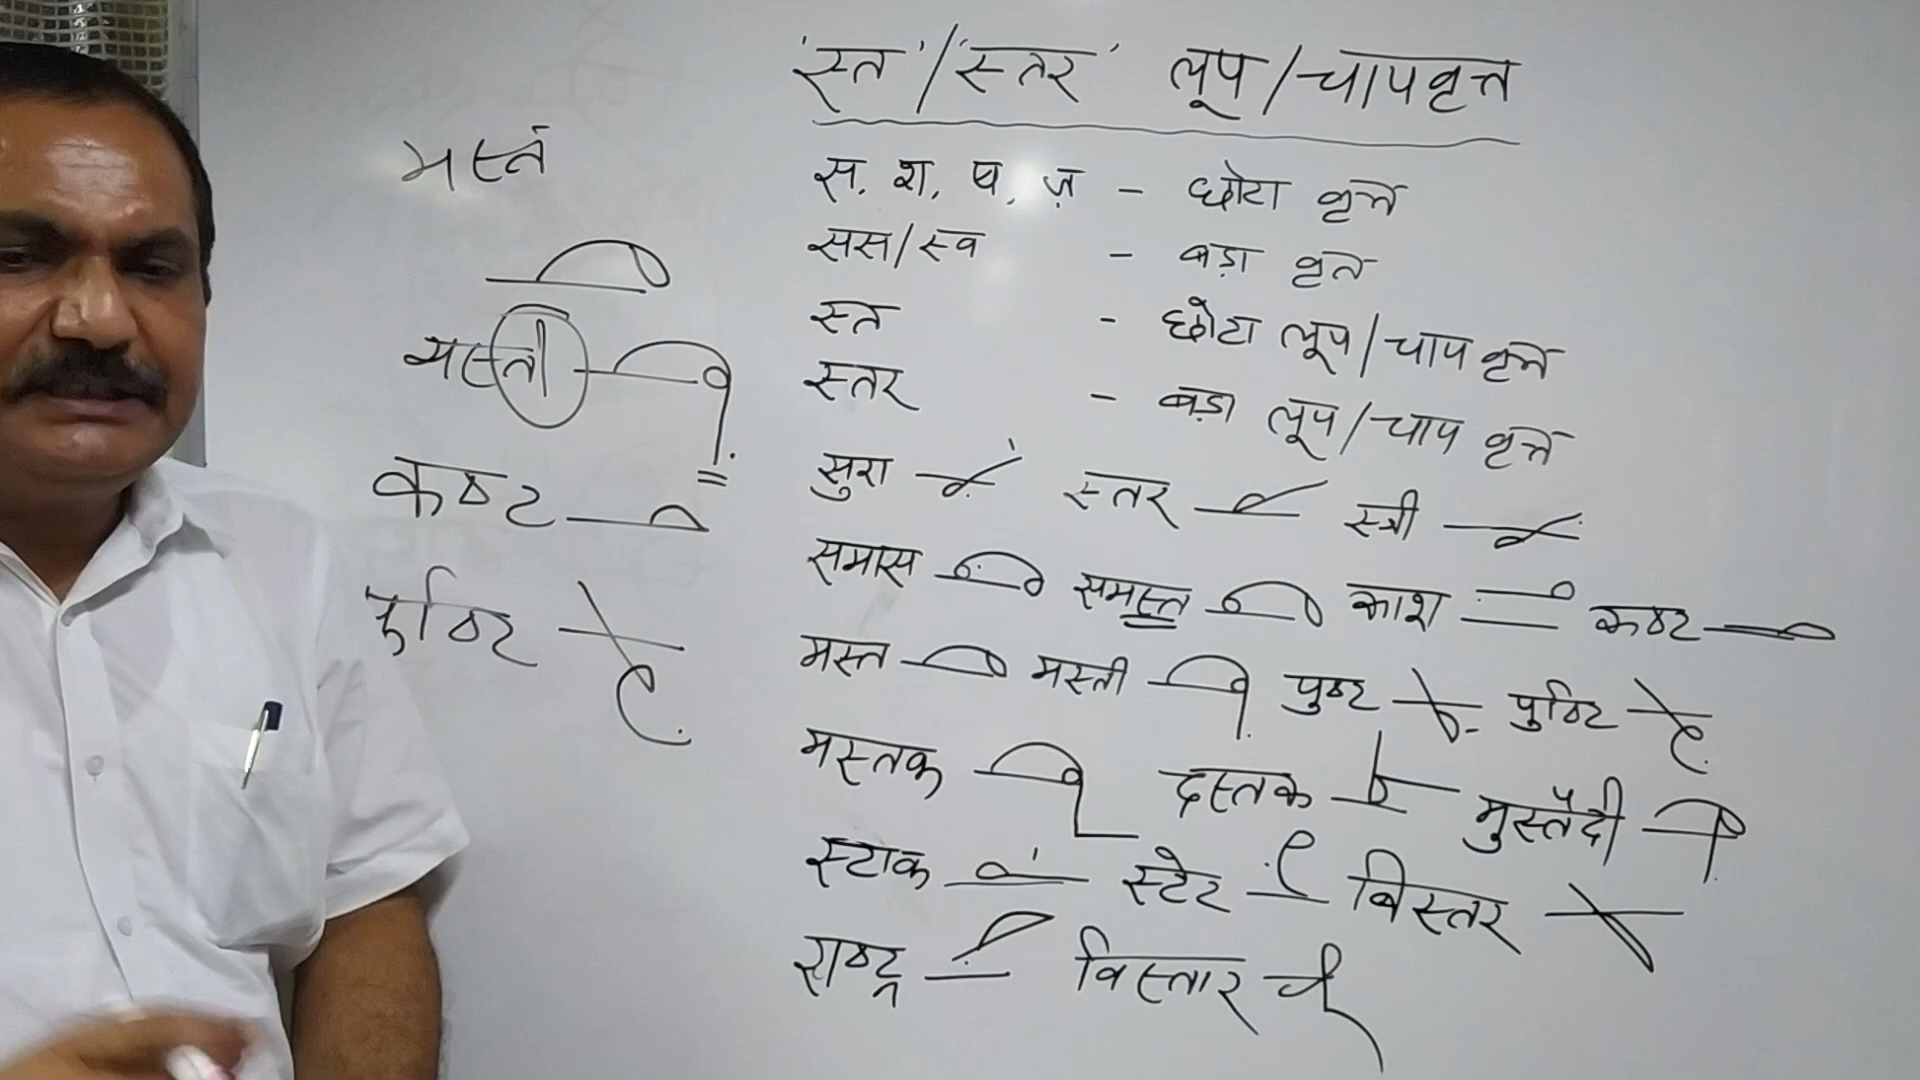 'स्त'/'स्तर' लूप/चापवृत्त
स. श. ष. ज़ - छोटा वृत्त
सस/स्व - बड़ा वृत
स्त - छोटा लूप/चाप वृत्त
स्तर - बड़ा लूप/चाप वृत्त
सुरा स्तर स्त्री
समास समस्त काश कष्ट
मस्त मस्ती पुष्ट पुष्टि
मस्तक दस्तक मुस्तैदी
स्टाक स्टेट बिस्तर
राष्ट्र विस्तार
मस्त
मस्ती
कष्ट